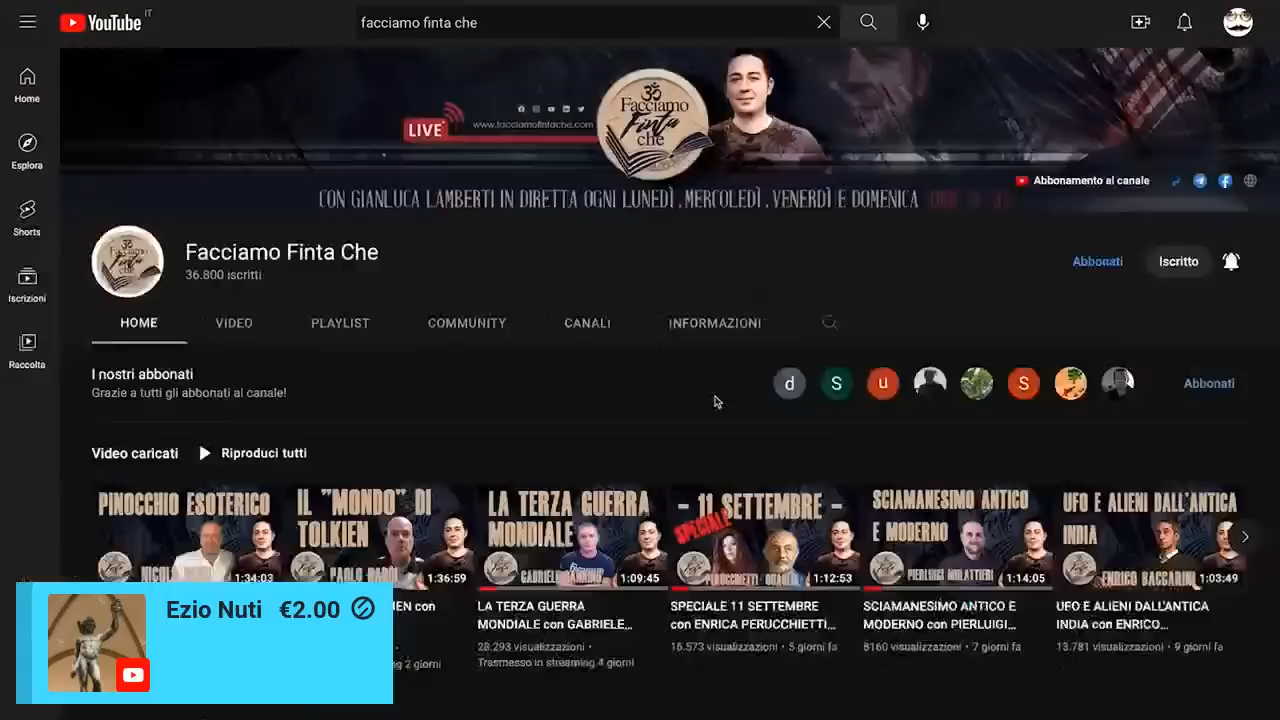 YouTube IT
facciamo finta che
Home
Esplora
Shorts
Iscrizioni
Raccolta
LIVE
www.facciamofintache.com
Facciamo
Finta
che
Abbonamento al canale
CON GIANLUCA LAMBERTI IN DIRETTA OGNI LUNEDÌ . MERCOLEDÌ . VENERDÌ E DOMENICA
Facciamo Finta Che
36.800 iscritti
Abbonati
Iscritto
HOME
VIDEO
PLAYLIST
COMMUNITY
CANALI
INFORMAZIONI
I nostri abbonati
Grazie a tutti gli abbonati al canale!
d
S
u
S
Abbonati
Video caricati
Riproduci tutti
PINOCCHIO ESOTERICO
1:34:03
IL "MONDO" DI
TOLKIEN
1:36:59
LA TERZA GUERRA
MONDIALE
1:09:45
- 11 SETTEMBRE -
SPECIALE
1:12:53
SCIAMANESIMO ANTICO
E MODERNO
PIERLUIGI
1:14:05
UFO E ALIENI DALL'ANTICA
INDIA
ENRICO BACCARINI
1:03:49
con
2 giorni
LA TERZA GUERRA
MONDIALE con GABRIELE...
28.293 visualizzazioni •
Trasmesso in streaming 4 giorni
SPECIALE 11 SETTEMBRE
con ENRICA PERUCCHIETTI...
16.573 visualizzazioni • 5 giorni fa
SCIAMANESIMO ANTICO E
MODERNO con PIERLUIGI...
8160 visualizzazioni • 7 giorni fa
UFO E ALIENI DALL'ANTICA
INDIA con ENRICO...
13.781 visualizzazioni • 9 giorni fa
Ezio Nuti €2.00